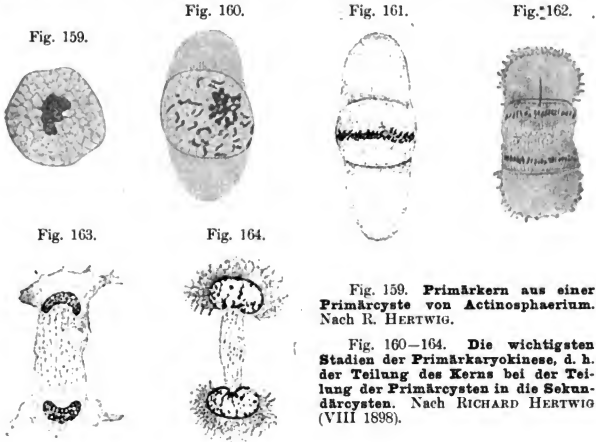 Fig. 159.
Fig. 160.
Fig. 161.
Fig. 162.
Fig. 163.
Fig. 164.
Fig. 159. Primärkern aus einer
Primärcyste von Actinosphaerium.
Nach R. HERTWIG.
Fig. 160—164. Die wichtigsten
Stadien der Primärkaryokinese, d. h.
der Teilung des Kerns bei der Tei-
lung der Primärcysten in die Sekun-
därcysten. Nach RICHARD HERTWIG
(VIII 1898).